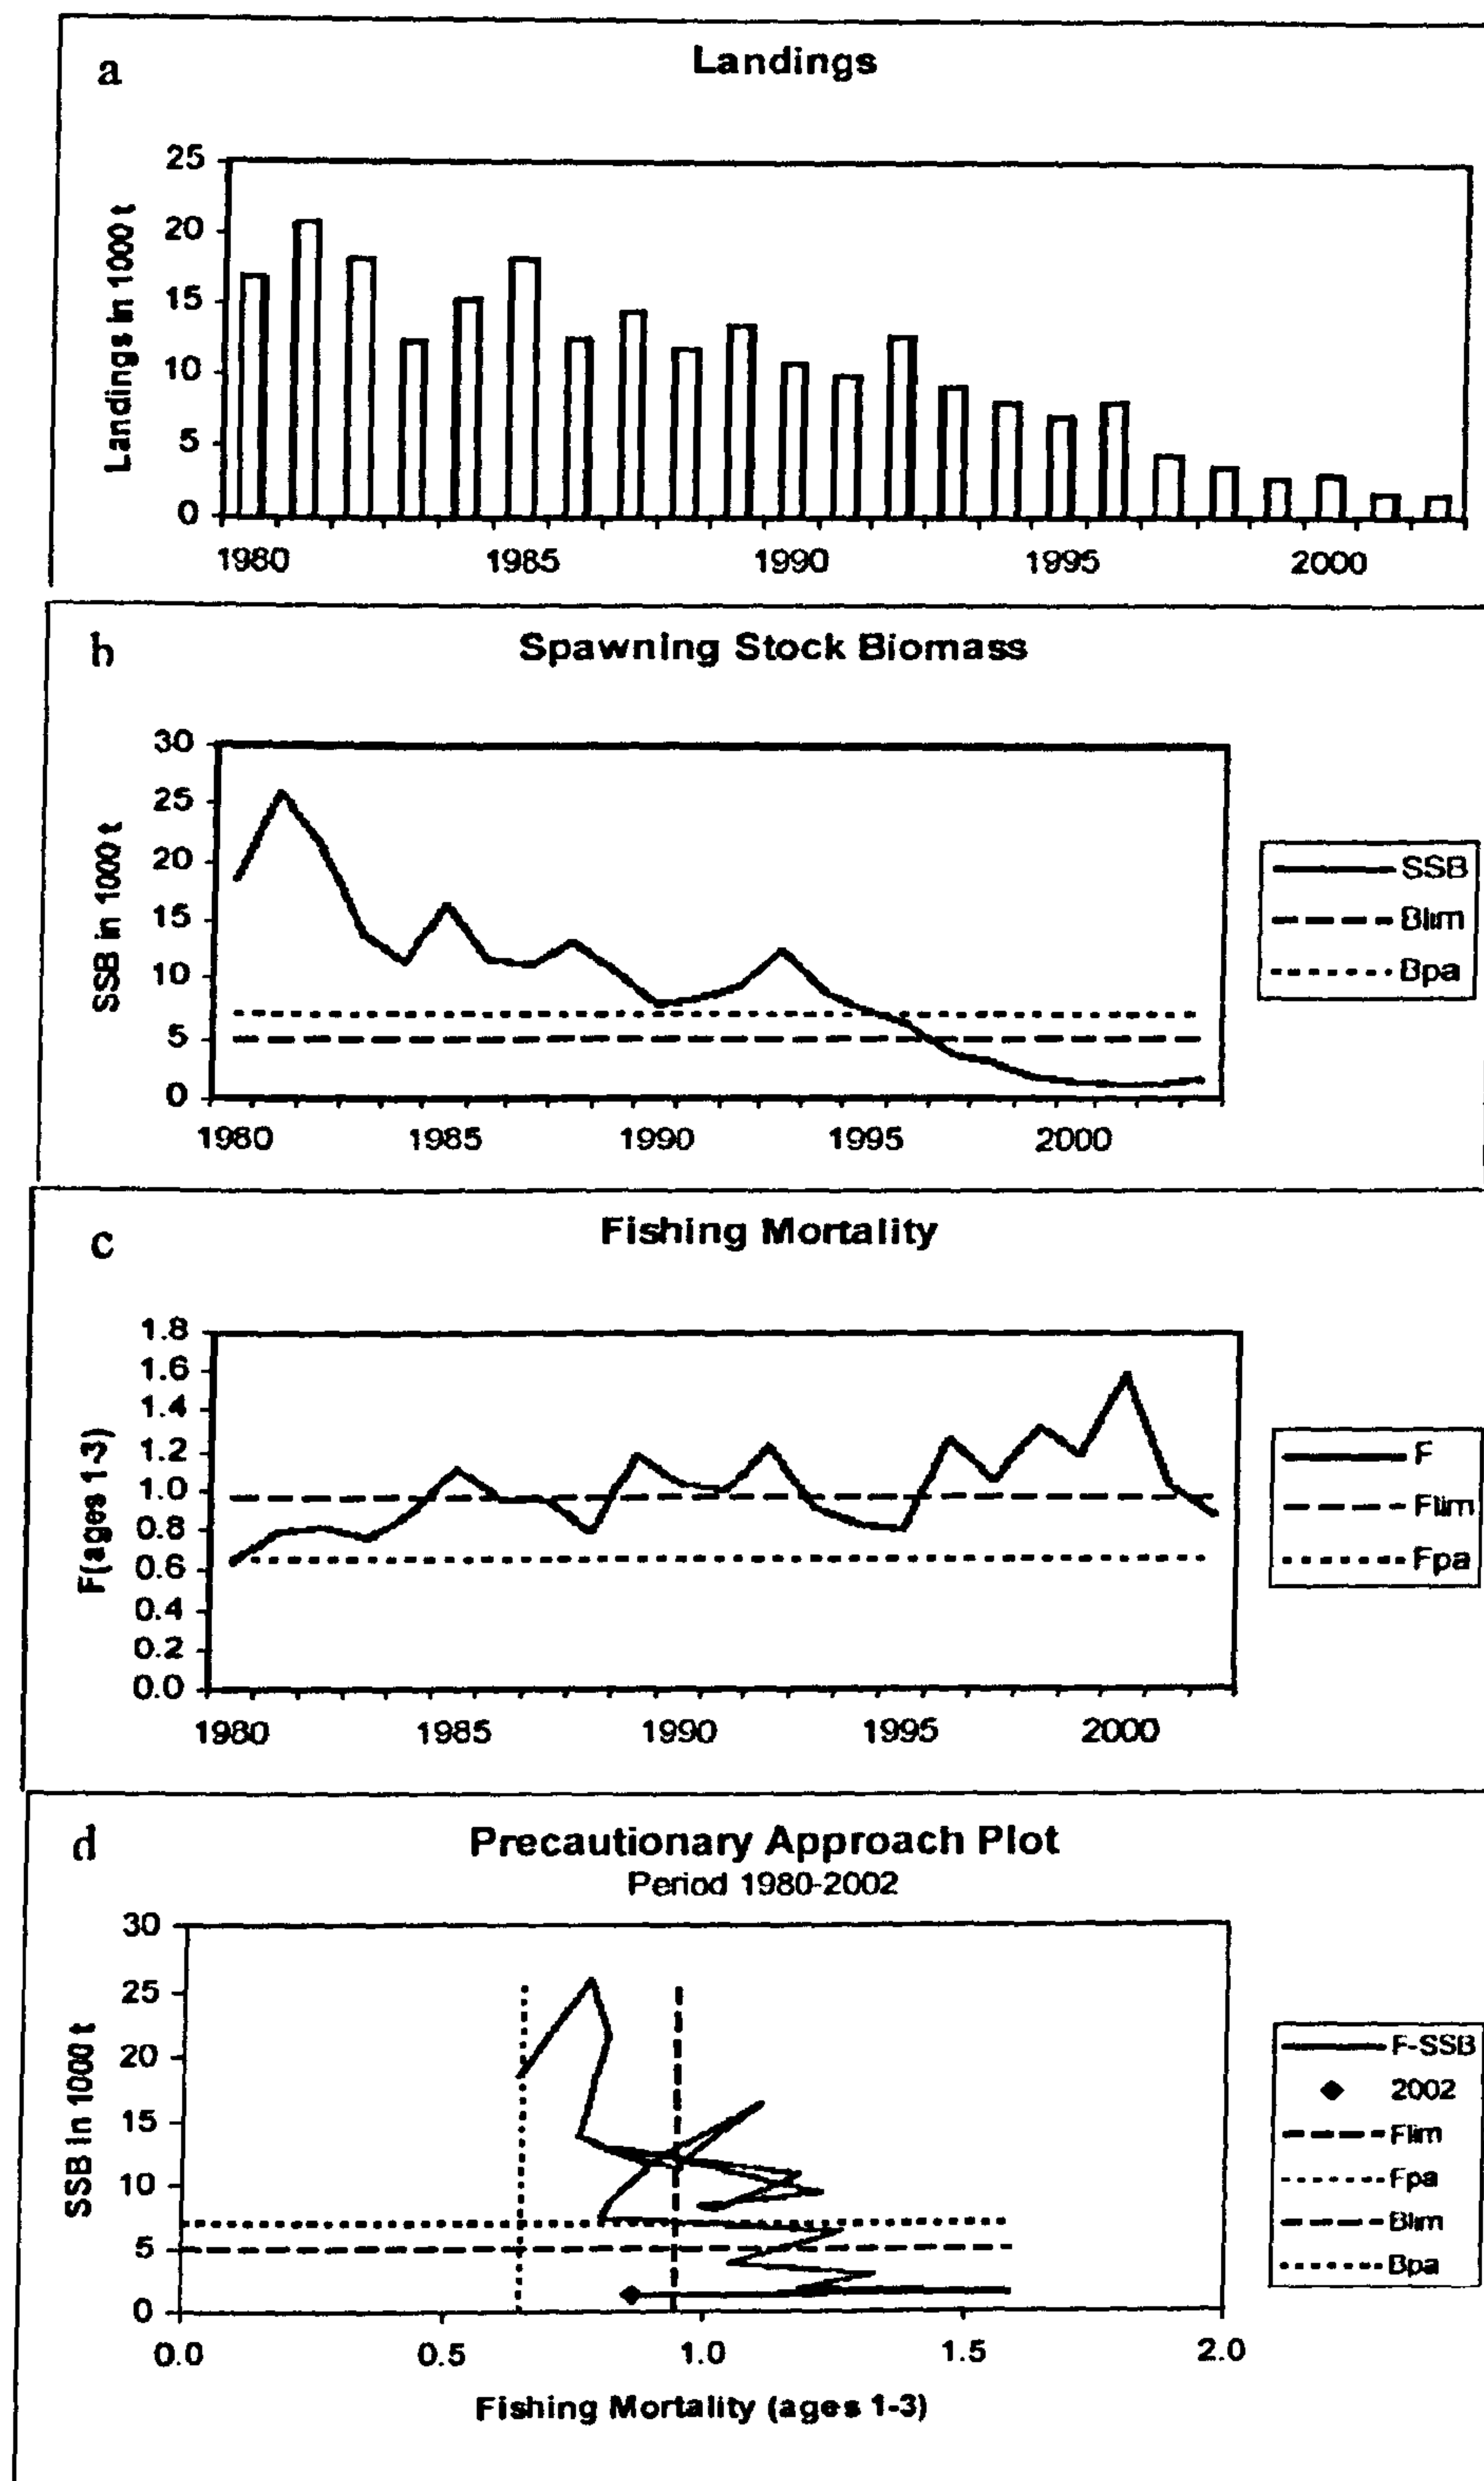 a
Landings
Landings in 1000 t
25
20
15
10
5
0
1980 1985 1990 1995 2000
b
Spawning Stock Biomass
SSB in 1000 t
30
25
20
15
10
5
0
1980 1985 1990 1995 2000
SSB
Blim
Bpa
c
Fishing Mortality
F(ages 1-3)
1.8
1.6
1.4
1.2
1.0
0.8
0.6
0.4
0.2
0.0
1980 1985 1990 1995 2000
F
Flim
Fpa
d
Precautionary Approach Plot
Period 1980-2002
SSB in 1000 t
30
25
20
15
10
5
0
0.0 0.5 1.0 1.5 2.0
Fishing Mortality (ages 1-3)
F-SSB
2002
Flim
Fpa
Blim
Bpa